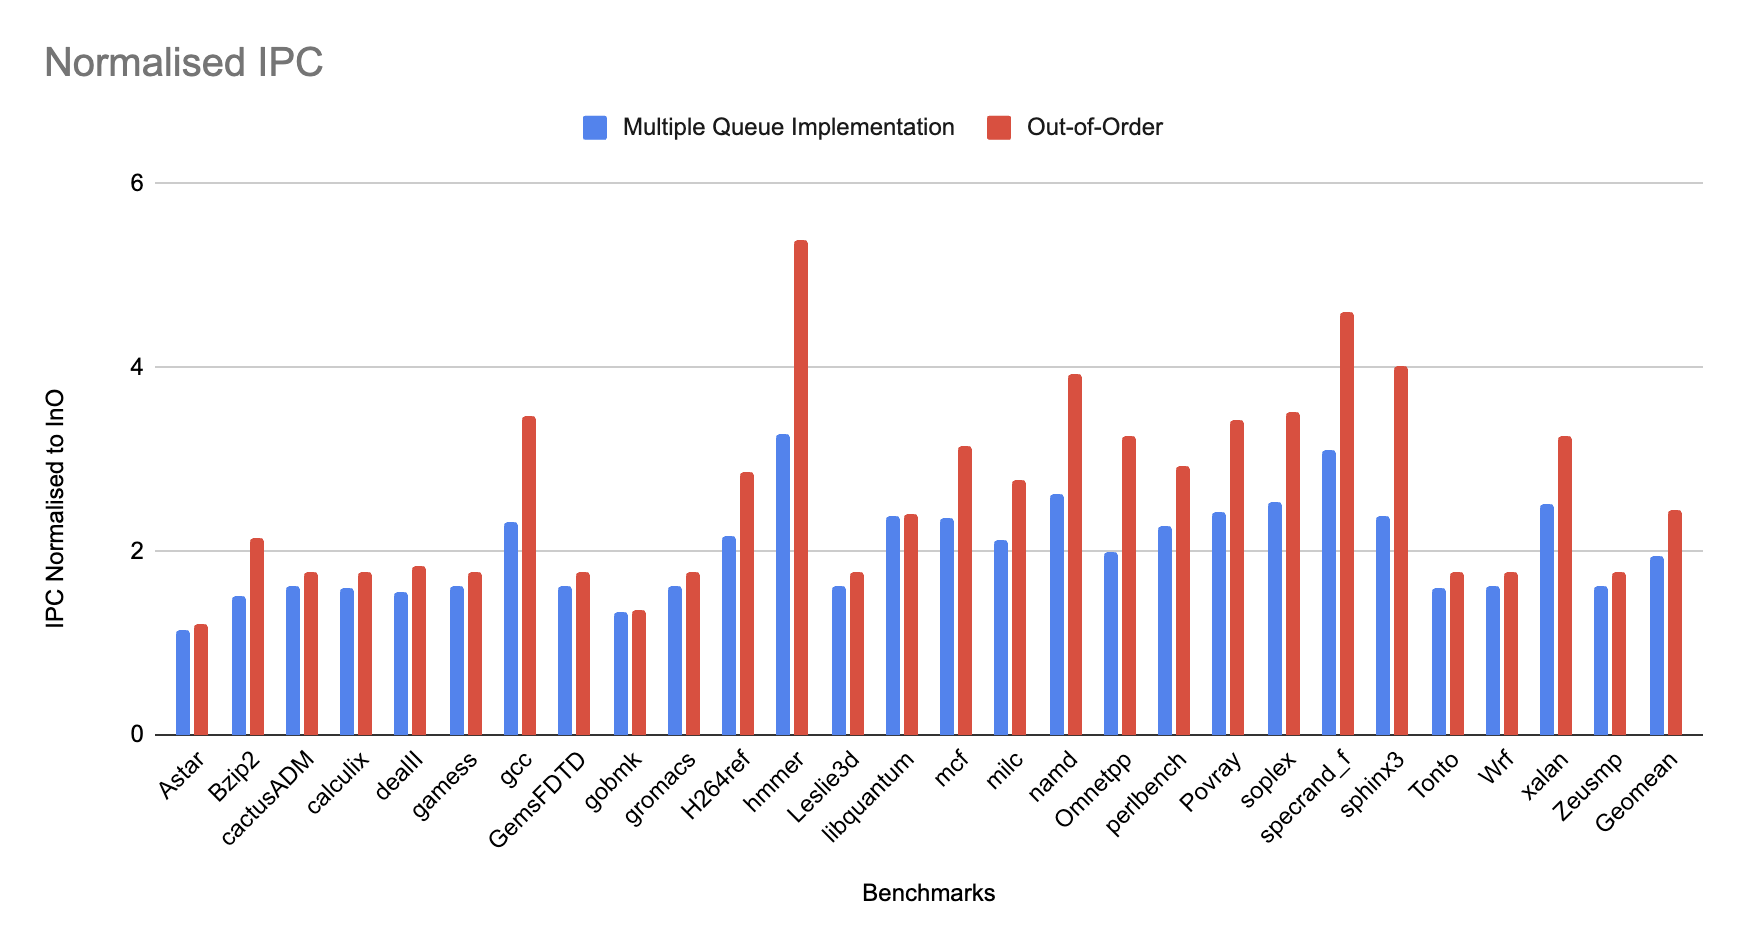 Normalised IPC
Multiple Queue Implementation
Out-of-Order
6
4
2
0
IPC Normalised to InO
Astar
Bzip2
cactusADM
calculix
dealII
gamess
gcc
GemsFDTD
gobmk
gromacs
H264ref
hmmer
Leslie3d
libquantum
mcf
milc
namd
Omnetpp
perlbench
Povray
soplex
specrand_f
sphinx3
Tonto
Wrf
xalan
Zeusmp
Geomean
Benchmarks